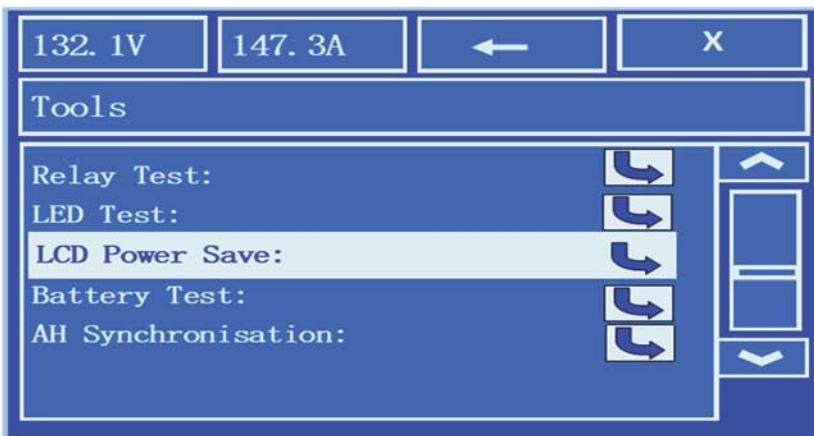 132.1V 147.3A X
Tools
Relay Test:
LED Test:
LCD Power Save:
Battery Test:
AH Synchronisation: